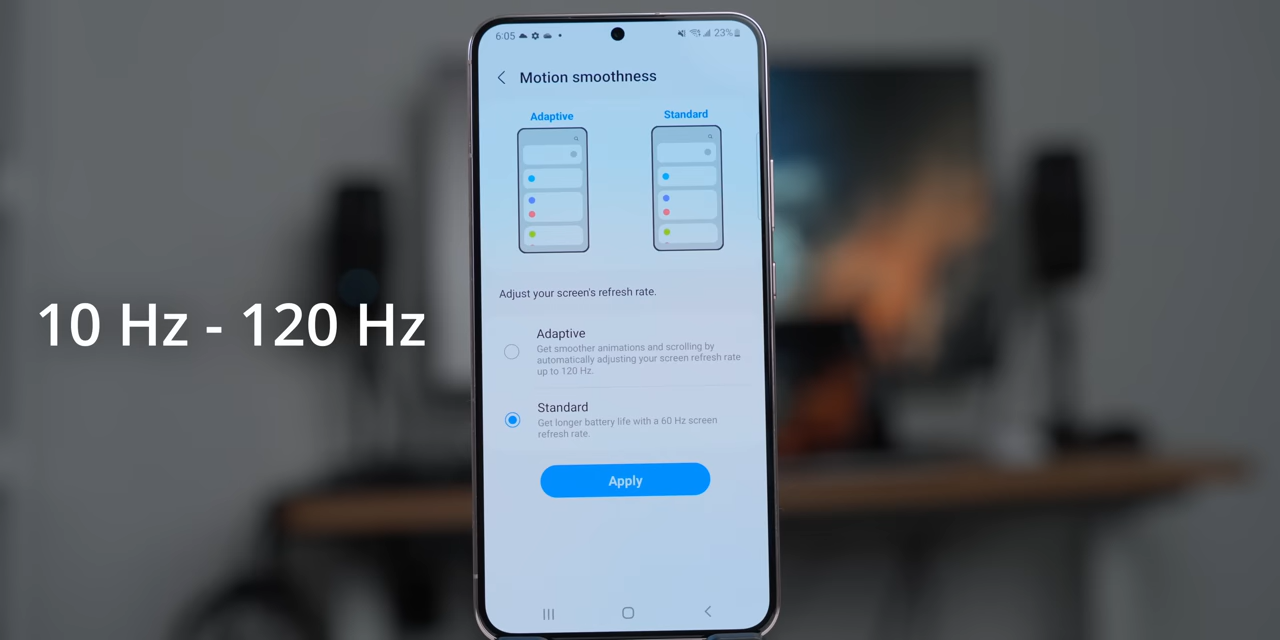 6:05
23%
Motion smoothness
Adaptive
Standard
Adjust your screen's refresh rate.
10 Hz - 120 Hz
Adaptive
Get smoother animations and scrolling by
automatically adjusting your screen refresh rate
up to 120 Hz.
Standard
Get longer battery life with a 60 Hz screen
refresh rate.
Apply